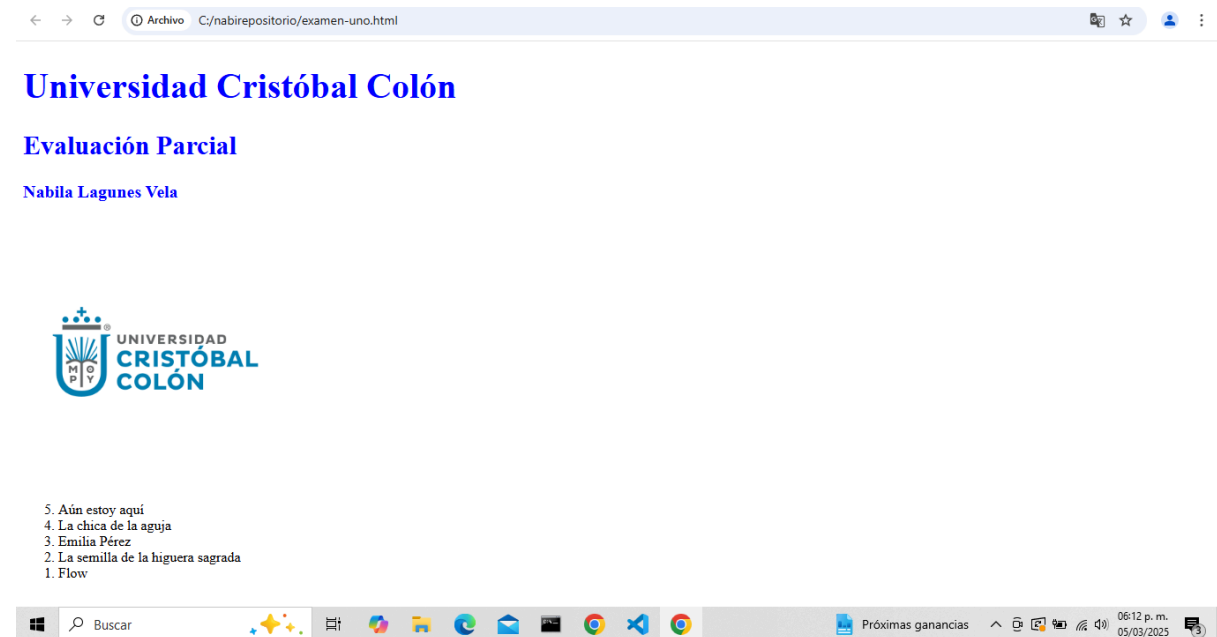 Archivo C:/nabirepositorio/examen-uno.html
Universidad Cristóbal Colón
Evaluación Parcial
Nabila Lagunes Vela
UNIVERSIDAD
CRISTÓBAL
COLÓN
M O
P Y
5. Aún estoy aquí
4. La chica de la aguja
3. Emilia Pérez
2. La semilla de la higuera sagrada
1. Flow
Buscar
Próximas ganancias
06:12 p. m.
05/03/2025
3